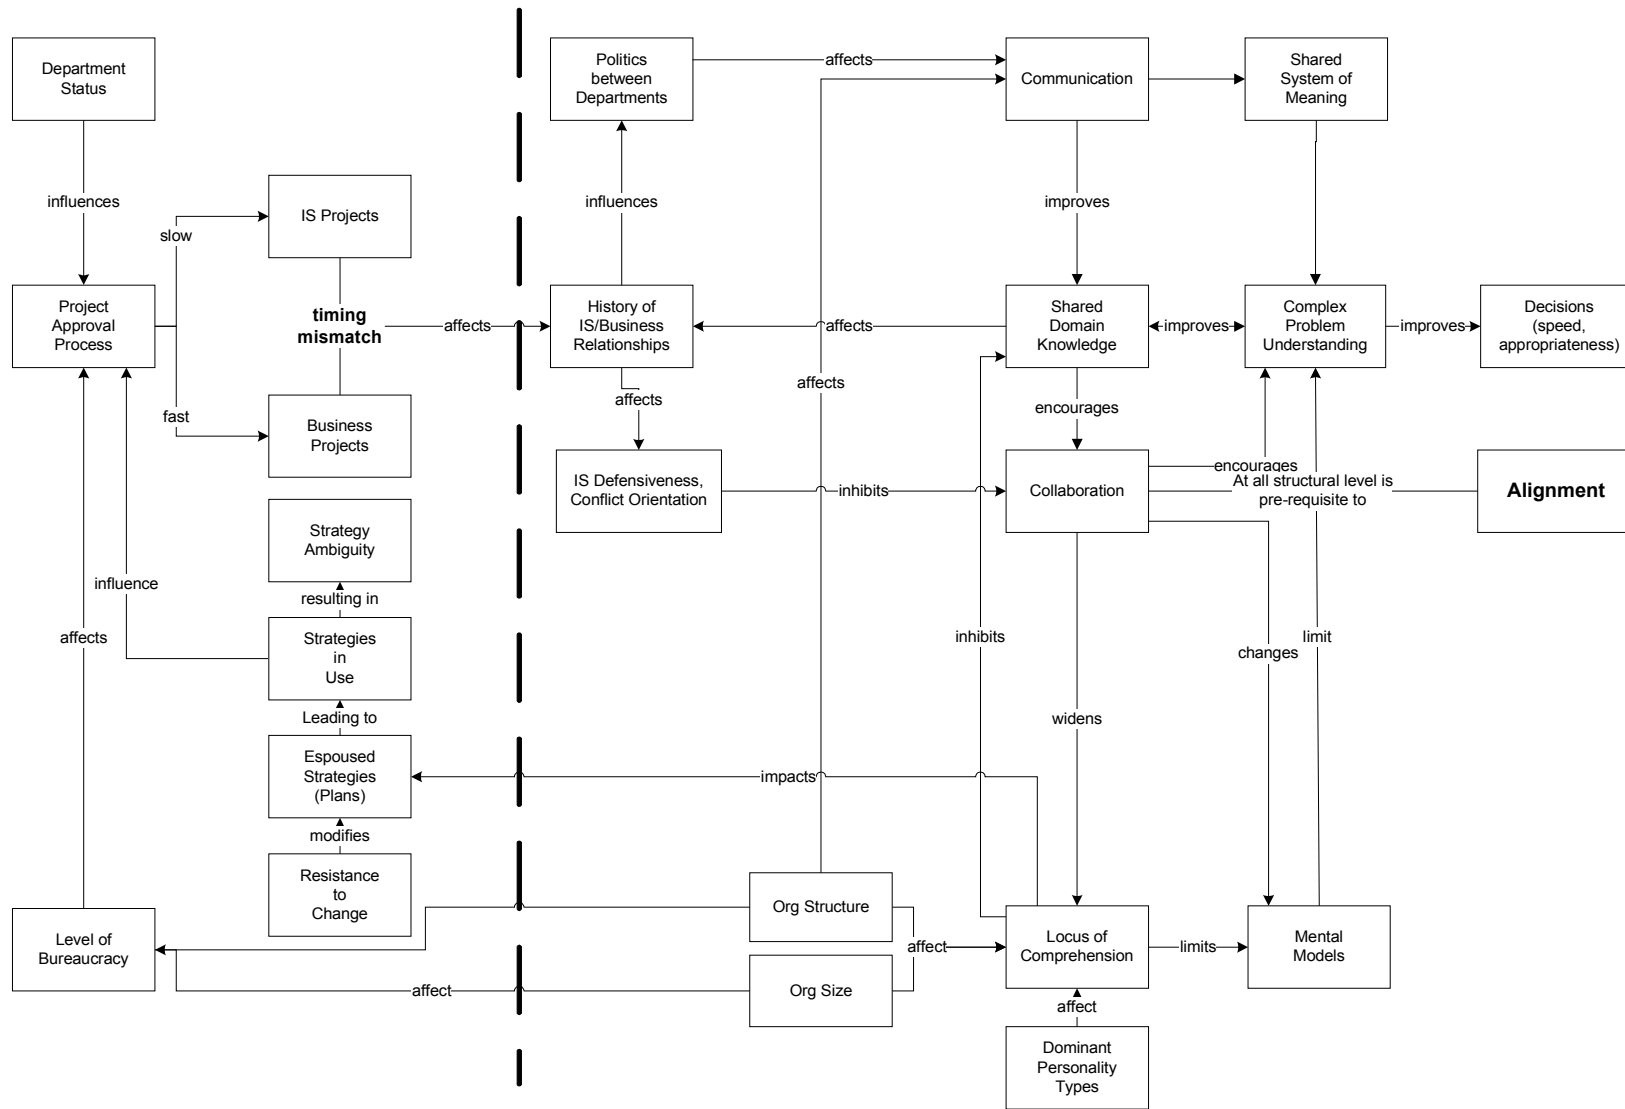 Department
Status
Politics
between
Departments
affects
Communication
Shared
System of
Meaning
influences
IS Projects
slow
influences
improves
Project
Approval
Process
timing
mismatch
affects
History of
IS/Business
Relationships
affects
Shared
Domain
Knowledge
improves
Complex
Problem
Understanding
improves
Decisions
(speed,
appropriateness)
affects
affects
fast
Business
Projects
encourages
IS Defensiveness,
Conflict Orientation
inhibits
Collaboration
encourages
At all structural level is
pre-requisite to
Alignment
Strategy
Ambiguity
influence
resulting in
affects
Strategies
in
Use
inhibits
limit
changes
Leading to
widens
Espoused
Strategies
(Plans)
impacts
modifies
Resistance
to
Change
Org Structure
Level of
Bureaucracy
affect
Locus of
Comprehension
limits
Mental
Models
affect
Org Size
affect
Dominant
Personality
Types